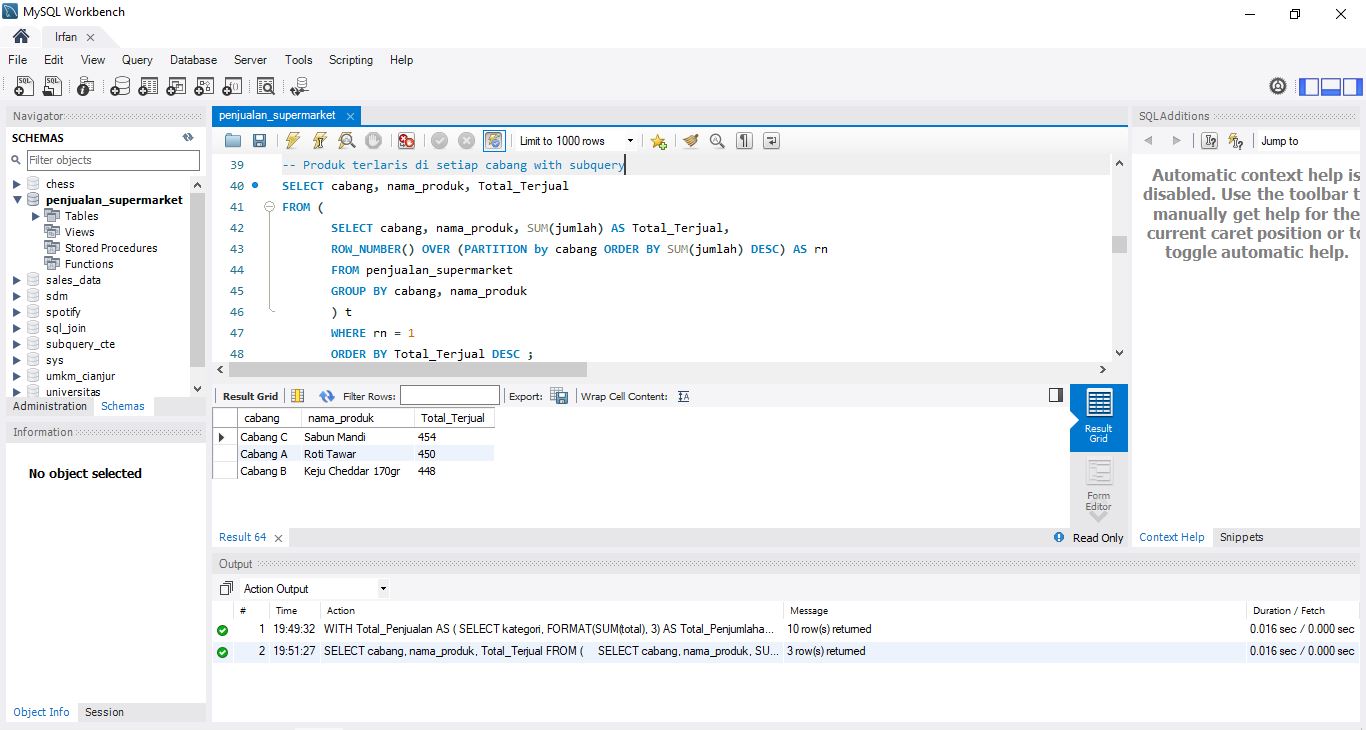 MySQL Workbench
Irfan
File Edit View Query Database Server Tools Scripting Help
Navigator
SCHEMAS
Filter objects
chess
penjualan_supermarket
Tables
Views
Stored Procedures
Functions
sales_data
sdm
spotify
sql_join
subquery_cte
sys
umkm_cianjur
universitas
Administration Schemas
Information
No object selected
Object Info Session
penjualan_supermarket
Limit to 1000 rows
39 -- Produk terlaris di setiap cabang with subquery
40 SELECT cabang, nama_produk, Total_Terjual
41 FROM (
42 SELECT cabang, nama_produk, SUM(jumlah) AS Total_Terjual,
43 ROW_NUMBER() OVER (PARTITION by cabang ORDER BY SUM(jumlah) DESC) AS rn
44 FROM penjualan_supermarket
45 GROUP BY cabang, nama_produk
46 ) t
47 WHERE rn = 1
48 ORDER BY Total_Terjual DESC ;
Result Grid Filter Rows: Export: Wrap Cell Content:
cabang nama_produk Total_Terjual
Cabang C Sabun Mandi 454
Cabang A Roti Tawar 450
Cabang B Keju Cheddar 170gr 448
Result Grid
Form Editor
Result 64
Read Only
SQLAdditions
Jump to
Automatic context help is
disabled. Use the toolbar t
manually get help for the
current caret position or to
toggle automatic help.
Context Help Snippets
Output
Action Output
# Time Action Message Duration / Fetch
1 19:49:32 WITH Total_Penjualan AS ( SELECT kategori, FORMAT(SUM(total), 3) AS Total_Penjumlaha... 10 row(s) returned 0.016 sec / 0.000 sec
2 19:51:27 SELECT cabang, nama_produk, Total_Terjual FROM ( SELECT cabang, nama_produk, SU... 3 row(s) returned 0.016 sec / 0.000 sec